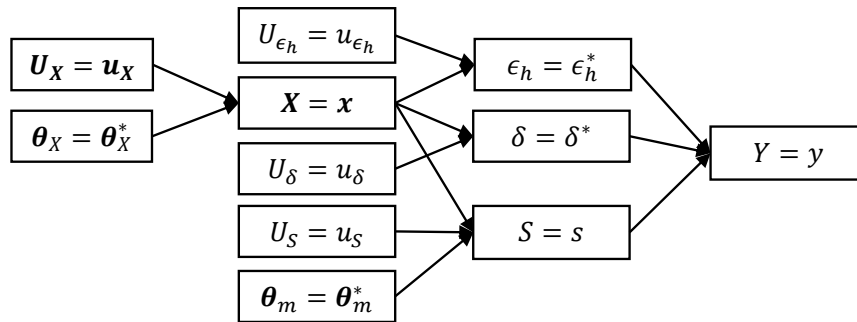 U_{ϵ_h} = u_{ϵ_h}
U_X = u_X
ϵ_h = ϵ_h^*
X = x
θ_X = θ_X^*
δ = δ^*
Y = y
U_δ = u_δ
U_S = u_S
S = s
θ_m = θ_m^*